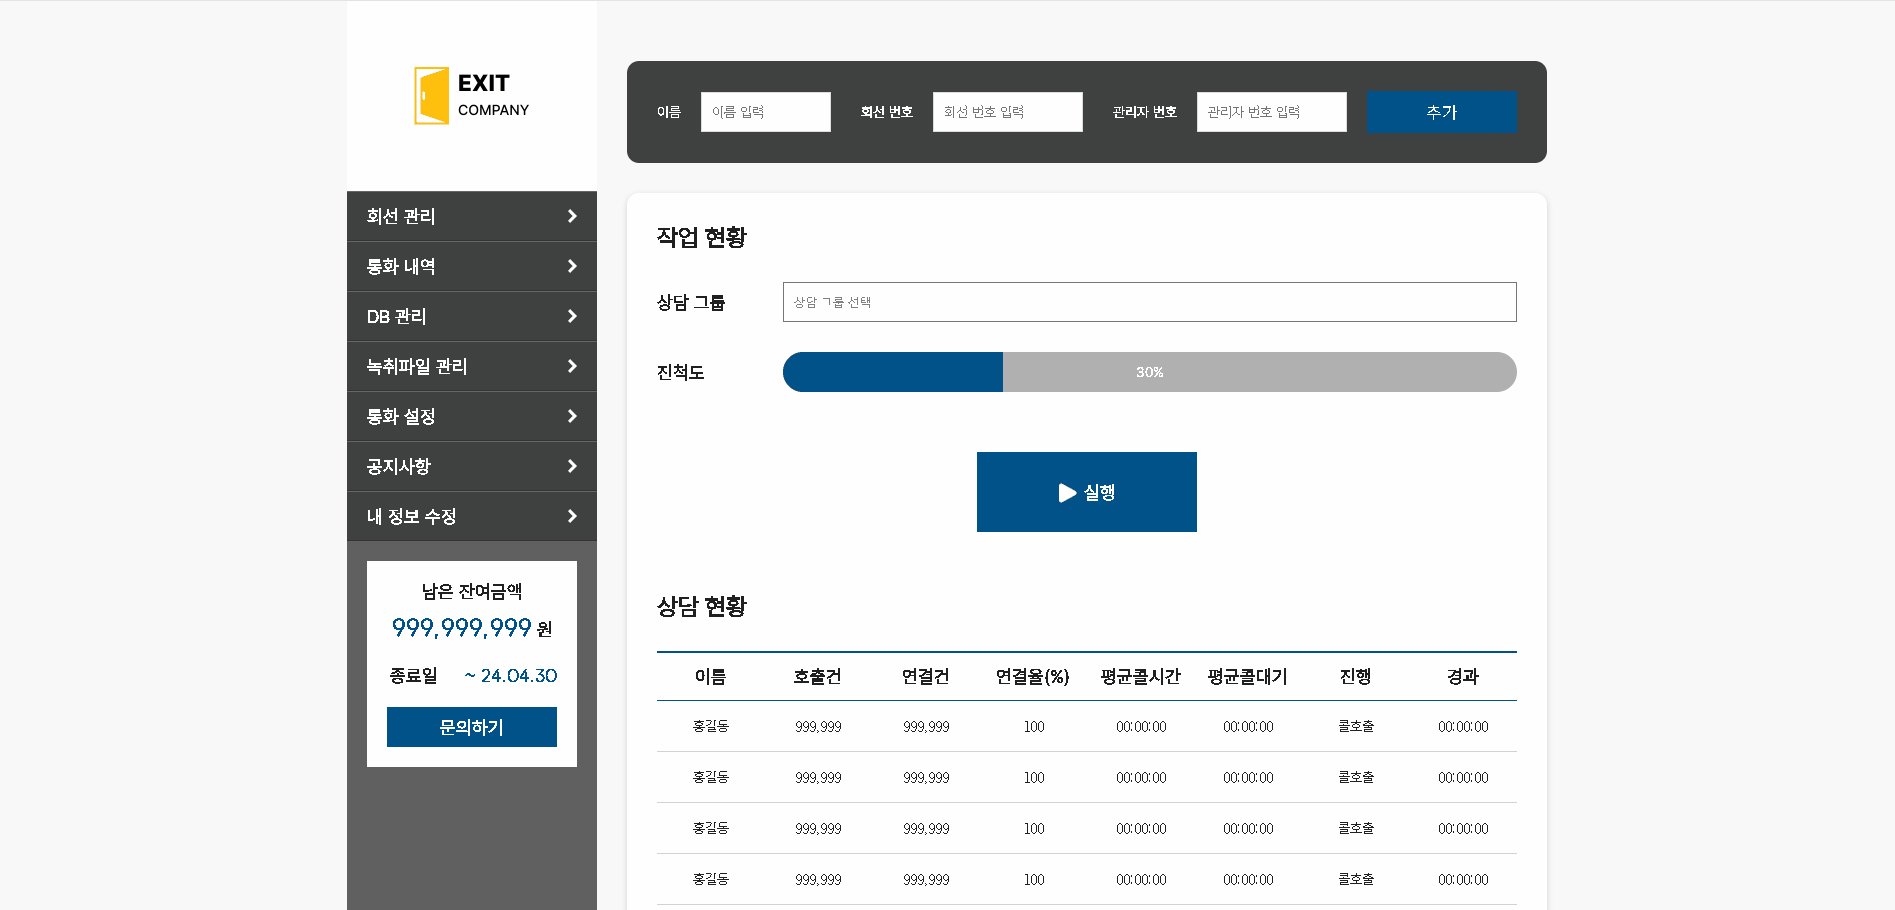 EXIT
COMPANY
이름 이름 입력 회선 번호 회선 번호 입력 관리자 번호 관리자 번호 입력 추가
회선 관리
통화 내역
DB 관리
녹취파일 관리
통화 설정
공지사항
내 정보 수정
남은 잔여금액
999,999,999 원
종료일 ~ 24.04.30
문의하기
작업 현황
상담 그룹 상담 그룹 선택
진척도 30%
실행
상담 현황
이름 호출건 연결건 연결율(%) 평균콜시간 평균콜대기 진행 경과
홍길동 999,999 999,999 100 00:00:00 00:00:00 콜호출 00:00:00
홍길동 999,999 999,999 100 00:00:00 00:00:00 콜호출 00:00:00
홍길동 999,999 999,999 100 00:00:00 00:00:00 콜호출 00:00:00
홍길동 999,999 999,999 100 00:00:00 00:00:00 콜호출 00:00:00